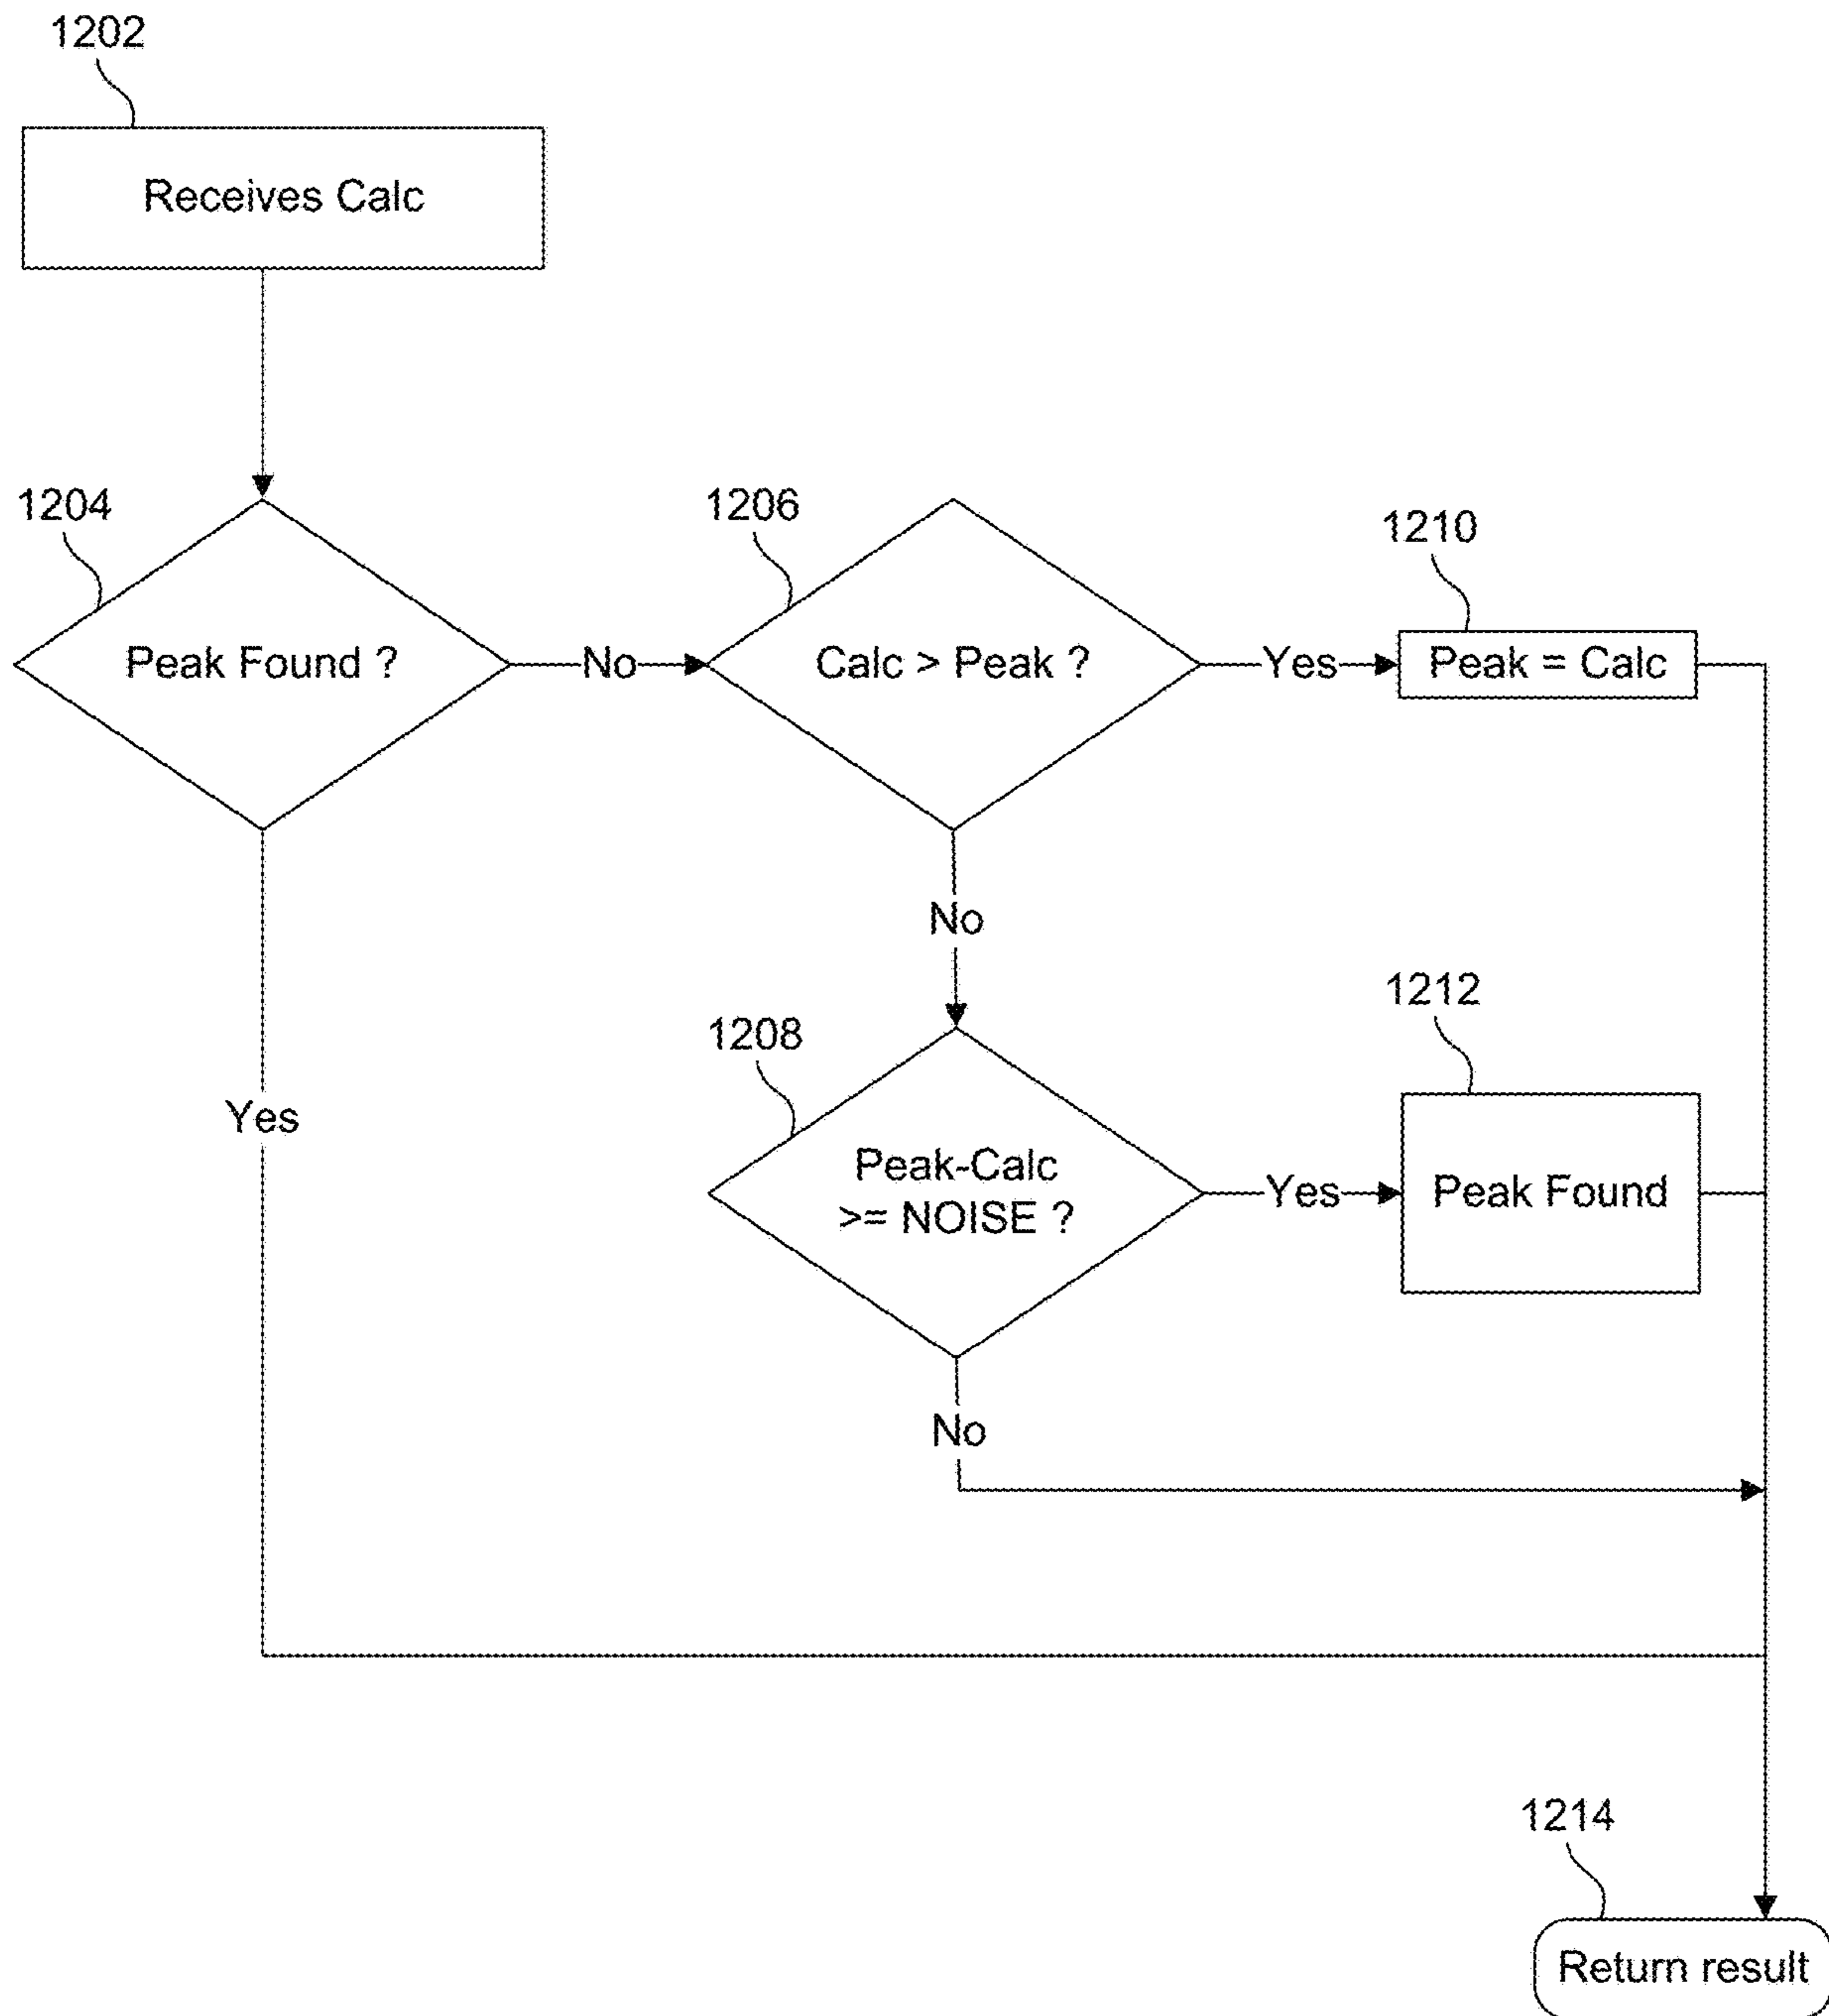 1202
Receives Calc
1204
Peak Found ?
No
1206
Calc > Peak ?
Yes
1210
Peak = Calc
No
1208
Peak-Calc
>= NOISE ?
Yes
1212
Peak Found
No
Yes
1214
Return result